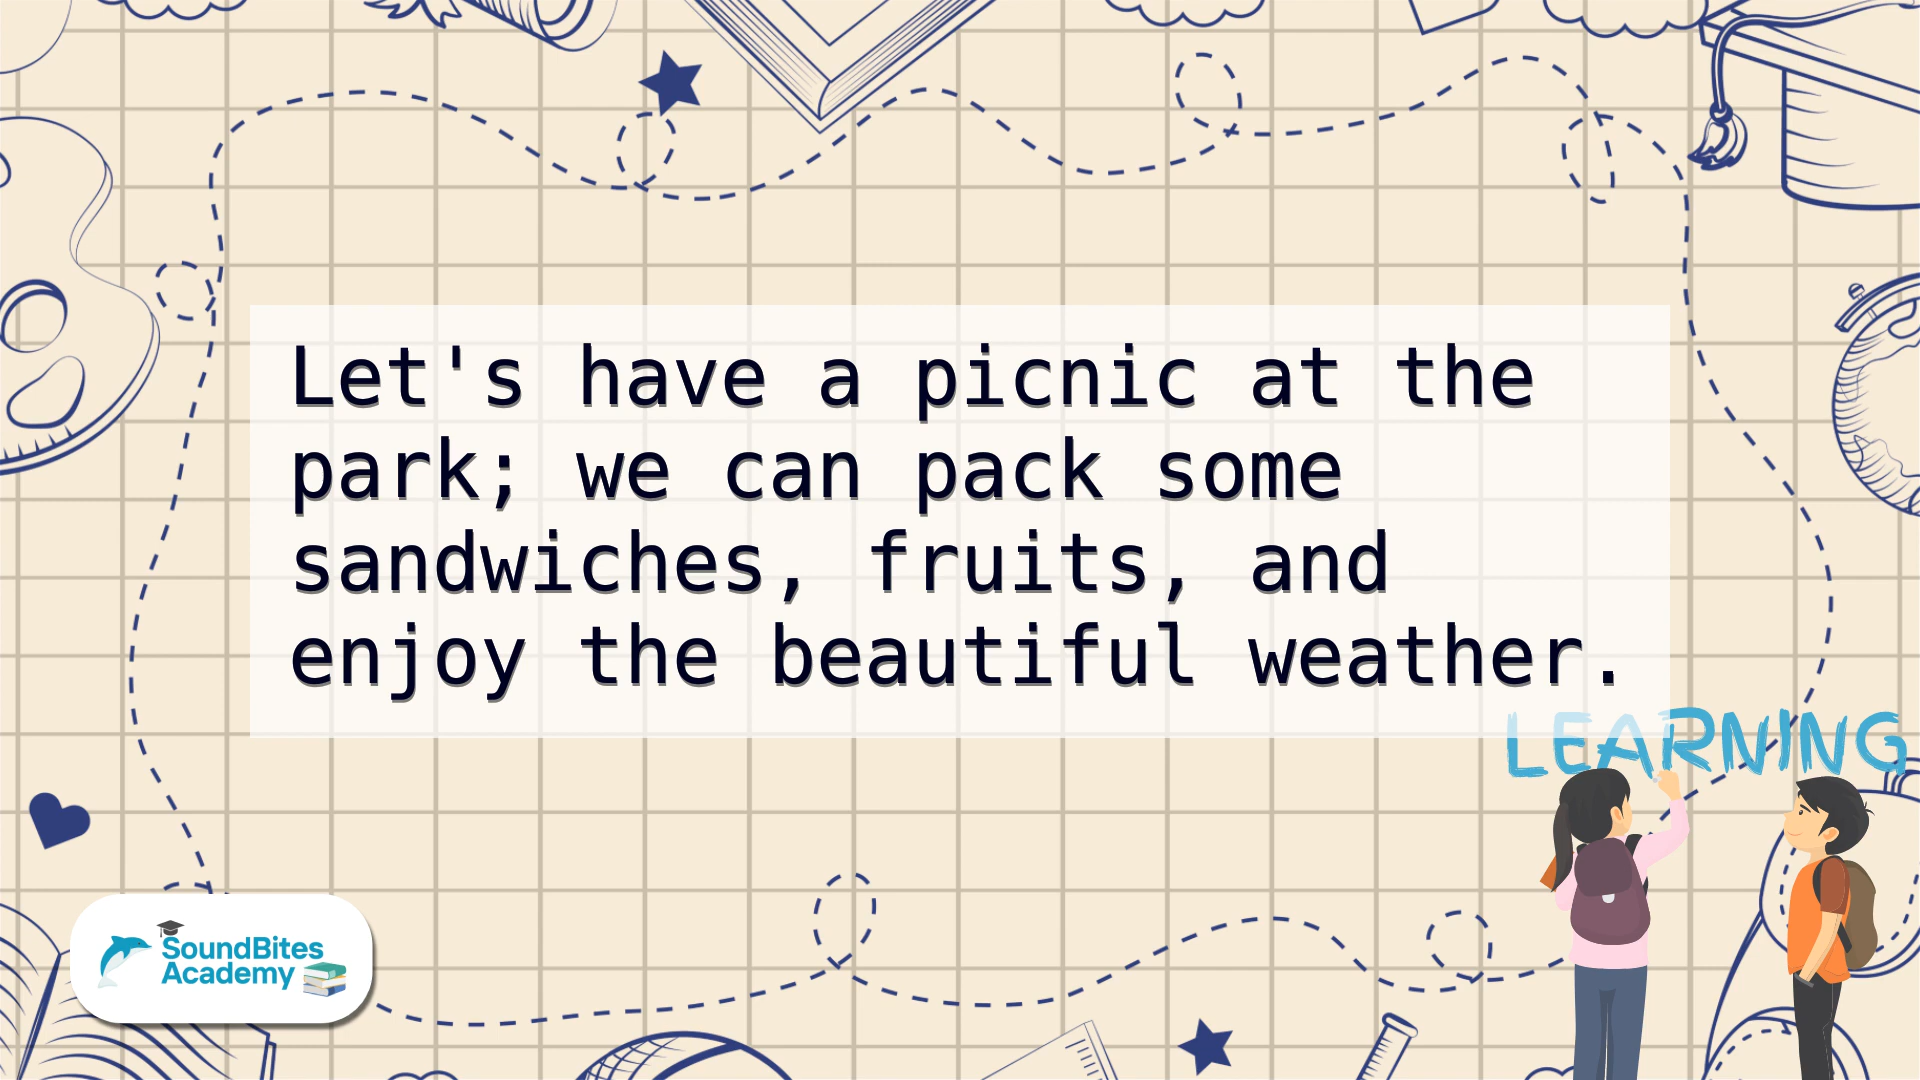 Let's have a picnic at the
park; we can pack some
sandwiches, fruits, and
enjoy the beautiful weather.
LEARNING
SoundBites
Academy